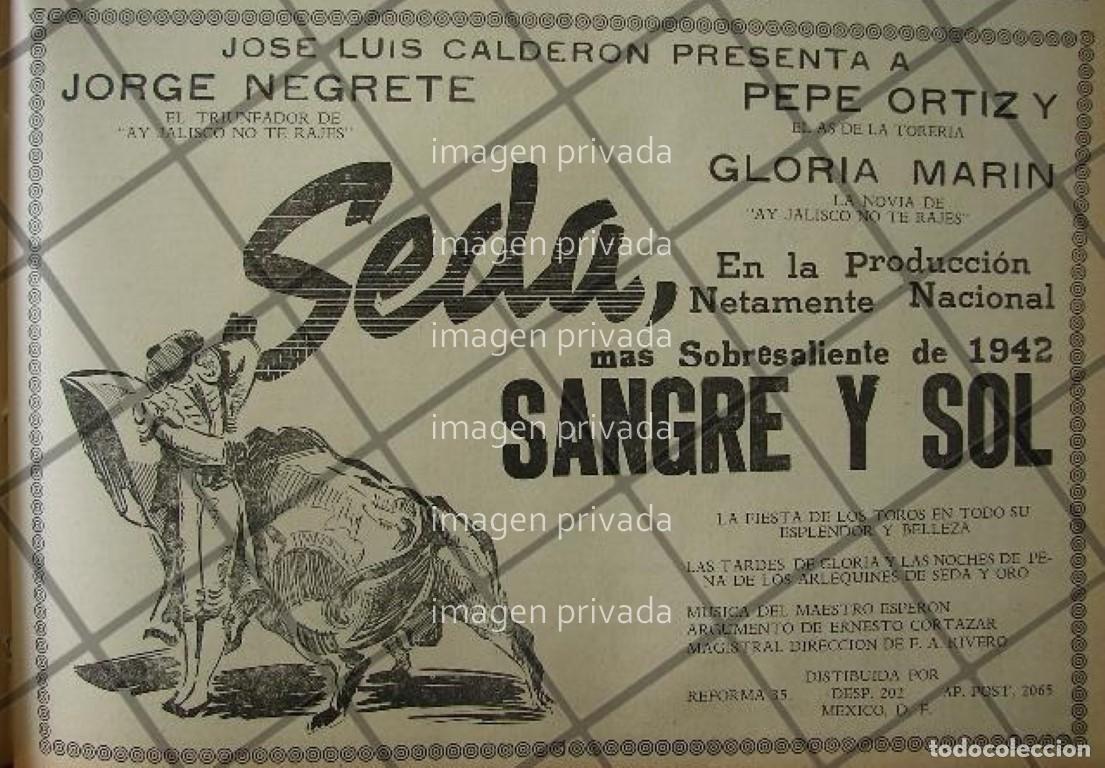 JOSE LUIS CALDERON PRESENTA A
JORGE NEGRETE
EL TRIUNFADOR DE
"AY JALISCO NO TE RAJES"
PEPE ORTIZ Y
EL AS DE LA TORERIA
GLORIA MARIN
LA NOVIA DE
"AY JALISCO NO TE RAJES"
Seda,
En la Producción
Netamente Nacional
mas Sobresaliente de 1942
SANGRE Y SOL
LA FIESTA DE LOS TOROS EN TODO SU
ESPLENDOR Y BELLEZA
LAS TARDES DE GLORIA Y LAS NOCHES DE PE-
NA DE LOS ARLEQUINES DE SEDA Y ORO
MUSICA DEL MAESTRO ESPERON
ARGUMENTO DE ERNESTO CORTAZAR
MAGISTRAL DIRECCION DE F. A. RIVERO
DISTIBUIDA POR
REFORMA 35. DESP. 202 AP. POST. 2065
MEXICO, D. F.
imagen privada
imagen privada
imagen privada
imagen privada
imagen privada
imagen privada
todocoleccion